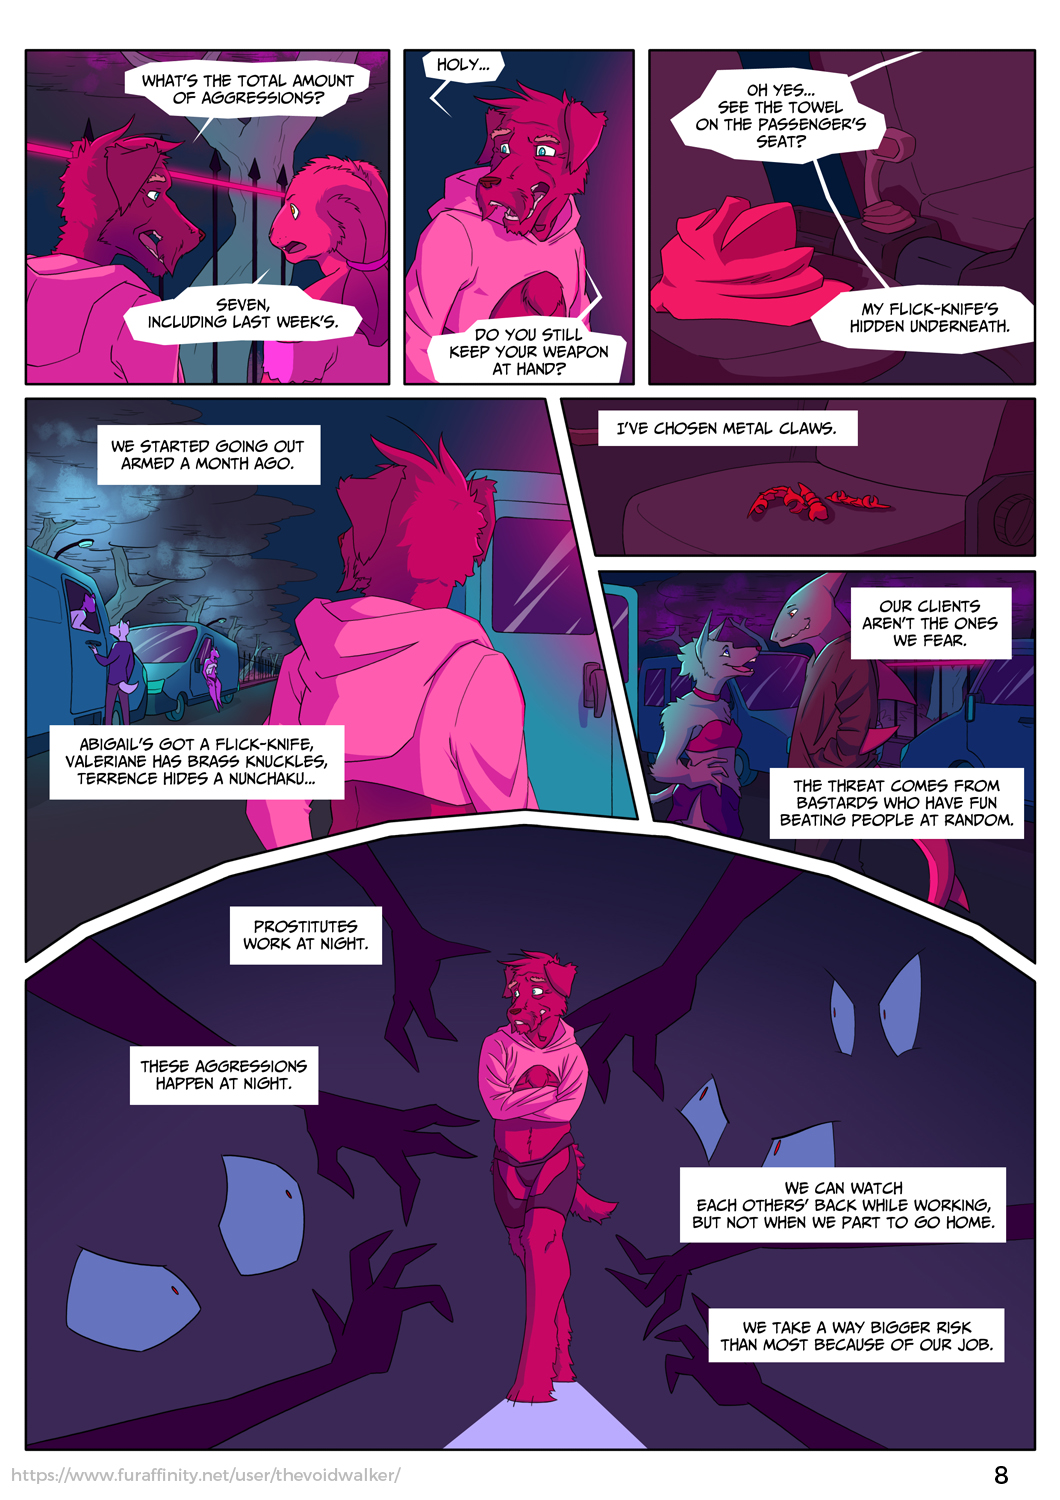 WHAT'S THE TOTAL AMOUNT
OF AGGRESSIONS?
SEVEN,
INCLUDING LAST WEEK'S.
HOLY...
DO YOU STILL
KEEP YOUR WEAPON
AT HAND?
OH YES...
SEE THE TOWEL
ON THE PASSENGER'S
SEAT?
MY FLICK-KNIFE'S
HIDDEN UNDERNEATH.
WE STARTED GOING OUT
ARMED A MONTH AGO.
ABIGAIL'S GOT A FLICK-KNIFE,
VALERIANE HAS BRASS KNUCKLES,
TERRENCE HIDES A NUNCHAKU...
I'VE CHOSEN METAL CLAWS.
OUR CLIENTS
AREN'T THE ONES
WE FEAR.
THE THREAT COMES FROM
BASTARDS WHO HAVE FUN
BEATING PEOPLE AT RANDOM.
PROSTITUTES
WORK AT NIGHT.
THESE AGGRESSIONS
HAPPEN AT NIGHT.
WE CAN WATCH
EACH OTHERS' BACK WHILE WORKING,
BUT NOT WHEN WE PART TO GO HOME.
WE TAKE A WAY BIGGER RISK
THAN MOST BECAUSE OF OUR JOB.
https://www.furaffinity.net/user/thevoidwalker/
8